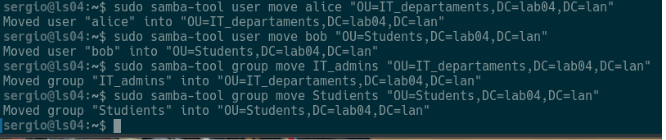 sergio@ls04:~$ sudo samba-tool user move alice "OU=IT_departaments,DC=lab04,DC=lan"
Moved user "alice" into "OU=IT_departaments,DC=lab04,DC=lan"
sergio@ls04:~$ sudo samba-tool user move bob "OU=Students,DC=lab04,DC=lan"
Moved user "bob" into "OU=Students,DC=lab04,DC=lan"
sergio@ls04:~$ sudo samba-tool group move IT_admins "OU=IT_departaments,DC=lab04,DC=lan"
Moved group "IT_admins" into "OU=IT_departaments,DC=lab04,DC=lan"
sergio@ls04:~$ sudo samba-tool group move Studients "OU=Students,DC=lab04,DC=lan"
Moved group "Studients" into "OU=Students,DC=lab04,DC=lan"
sergio@ls04:~$